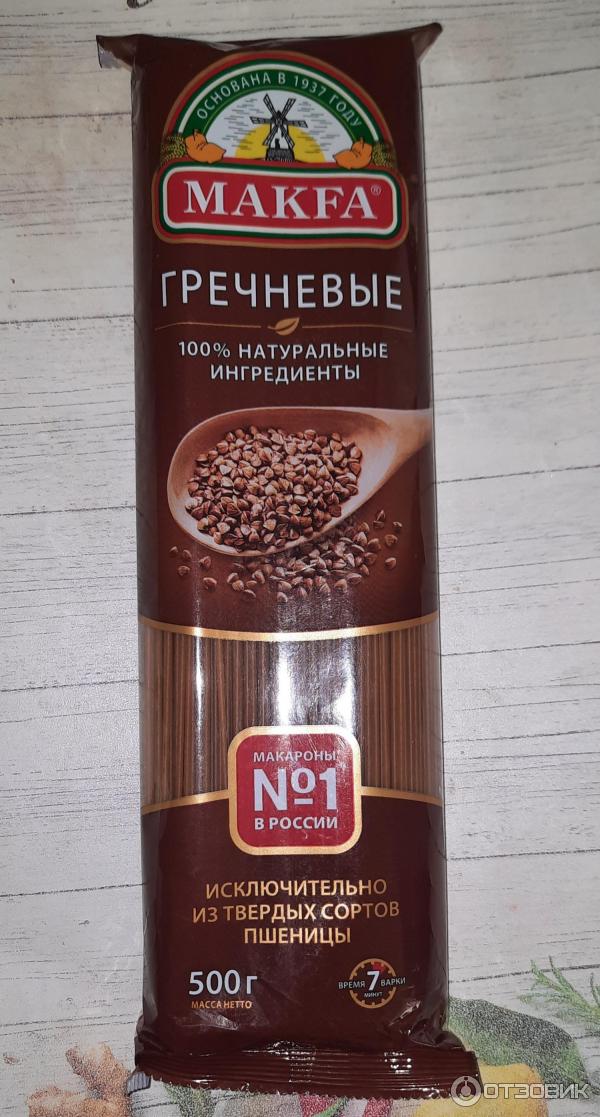 ОСНОВАНА В 1937 ГОДУ
MAKFA®
ГРЕЧНЕВЫЕ
100% НАТУРАЛЬНЫЕ
ИНГРЕДИЕНТЫ
МАКАРОНЫ
№1
В РОССИИ
ИСКЛЮЧИТЕЛЬНО
ИЗ ТВЕРДЫХ СОРТОВ
ПШЕНИЦЫ
500 г
МАССА НЕТТО
ВРЕМЯ 7 ВАРКИ
МИНУТ
ОТЗОВИК